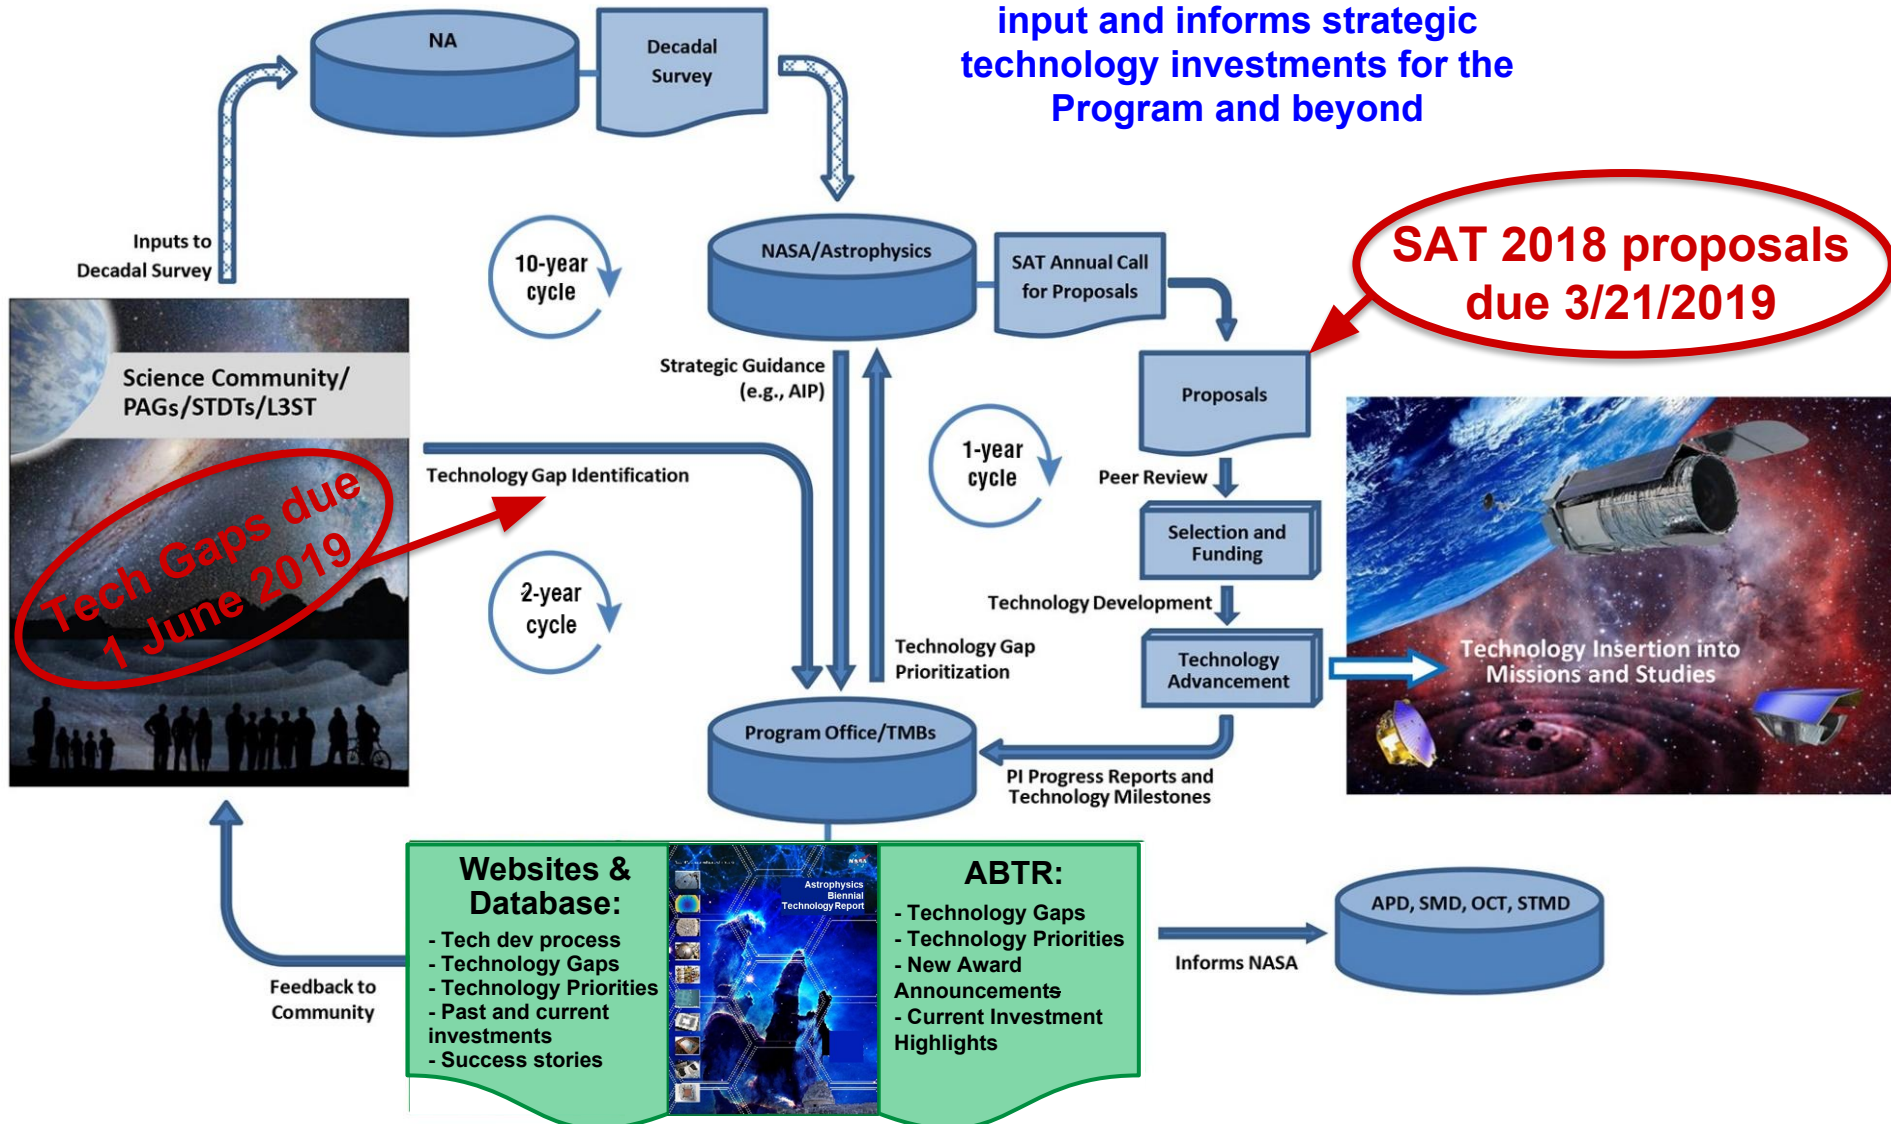 input and informs strategic
technology investments for the
Program and beyond
NA
Decadal
Survey
Inputs to
Decadal Survey
10-year
cycle
NASA/Astrophysics
SAT Annual Call
for Proposals
SAT 2018 proposals
due 3/21/2019
Science Community/
PAGs/STDTs/L3ST
Strategic Guidance
(e.g., AIP)
Proposals
1-year
cycle
Peer Review
Technology Gap Identification
Tech Gaps due
1 June 2019
Selection and
Funding
2-year
cycle
Technology Development
Technology Gap
Prioritization
Technology
Advancement
Technology Insertion into
Missions and Studies
Program Office/TMBs
PI Progress Reports and
Technology Milestones
Websites &
Database:
- Tech dev process
- Technology Gaps
- Technology Priorities
- Past and current
investments
- Success stories
NASA
Astrophysics
Biennial
Technology Report
ABTR:
- Technology Gaps
- Technology Priorities
- New Award
Announcements
- Current Investment
Highlights
Feedback to
Community
Informs NASA
APD, SMD, OCT, STMD